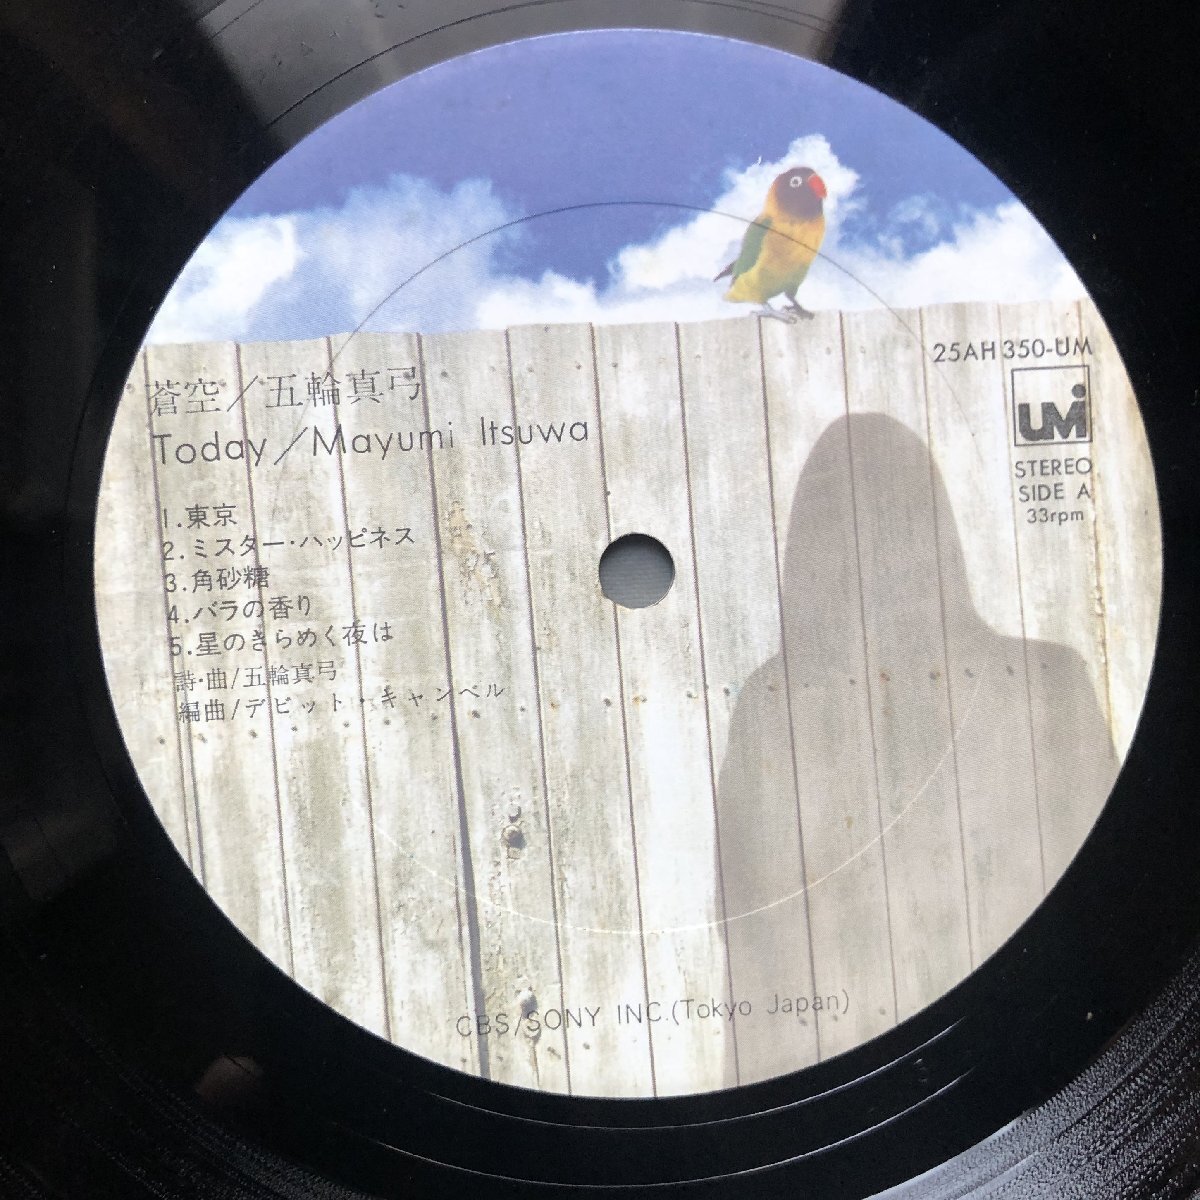 蒼空/五輪真弓
Today/Mayumi Itsuwa
1.東京
2.ミスター・ハッピネス
3.角砂糖
4.バラの香り
5.星のきらめく夜は
詩・曲/五輪真弓
編曲/デビット・キャンベル
25AH 350-UM
UMi
STEREO
SIDE A
33rpm
CBS/SONY INC.(Tokyo Japan)